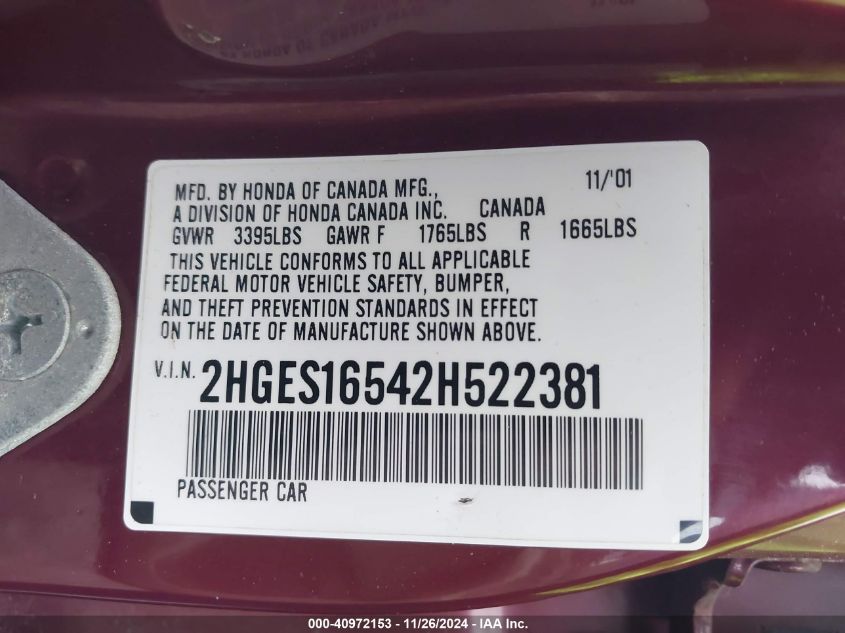 MFD. BY HONDA OF CANADA MFG., 11/'01
A DIVISION OF HONDA CANADA INC. CANADA
GVWR 3395LBS GAWR F 1765LBS R 1665LBS
THIS VEHICLE CONFORMS TO ALL APPLICABLE
FEDERAL MOTOR VEHICLE SAFETY, BUMPER,
AND THEFT PREVENTION STANDARDS IN EFFECT
ON THE DATE OF MANUFACTURE SHOWN ABOVE.
V.I.N. 2HGES16542H522381
PASSENGER CAR
000-40972153 — 11/26/2024 — IAA Inc.